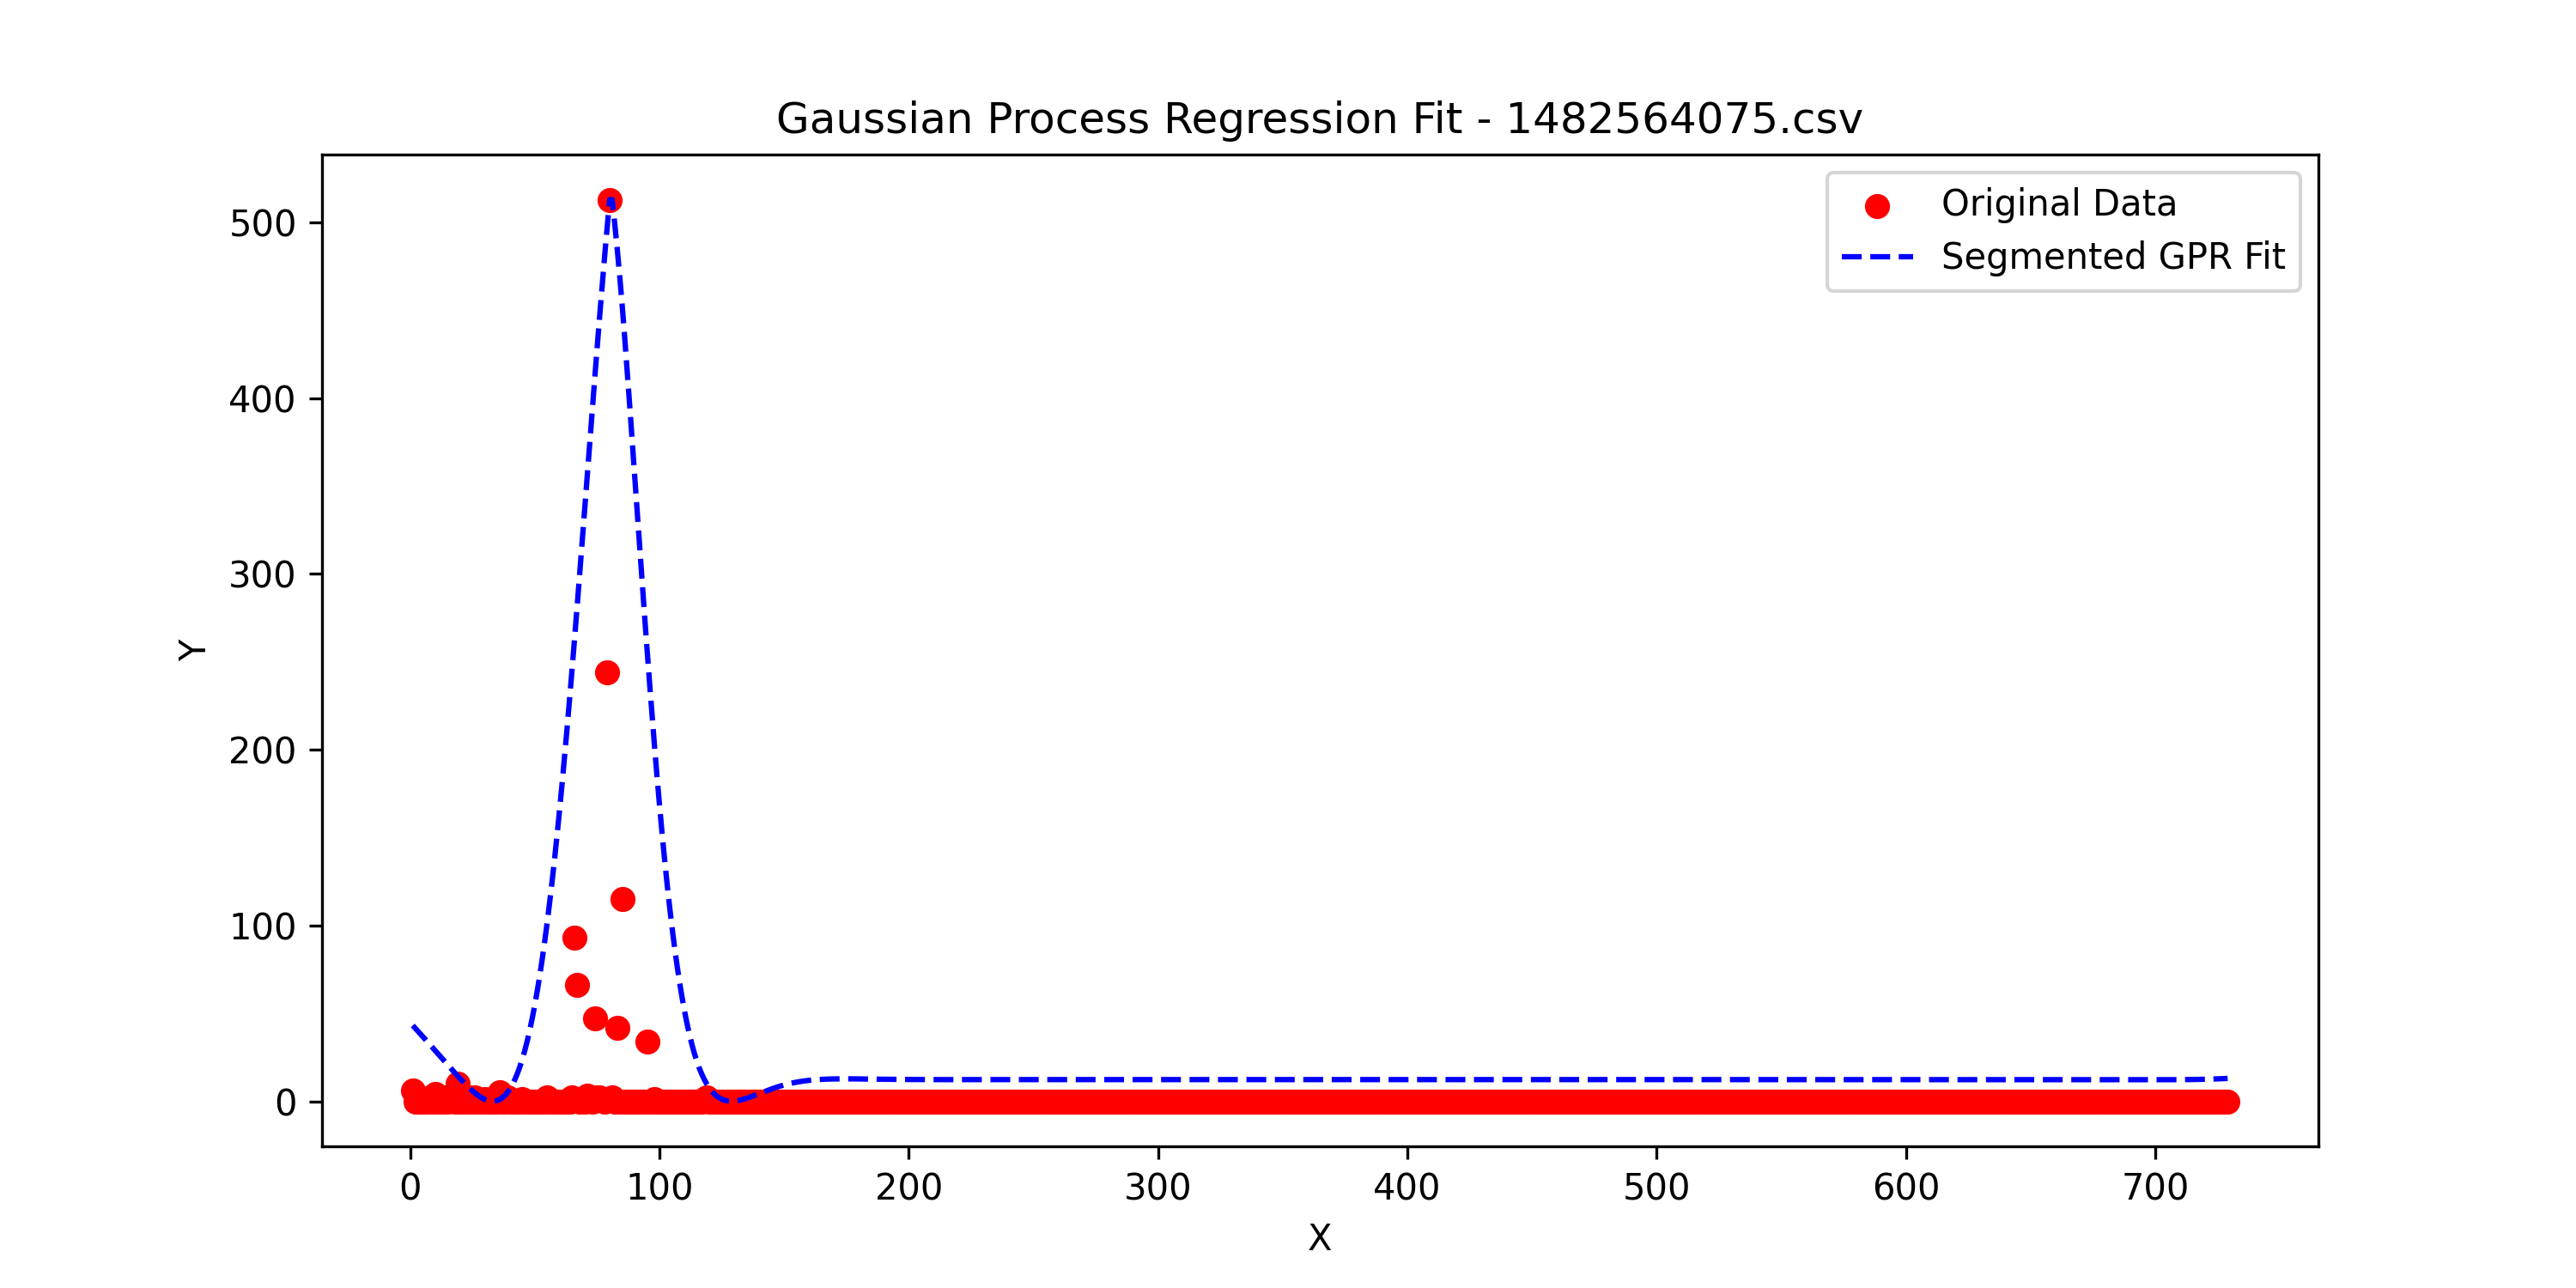 Gaussian Process Regression Fit - 1482564075.csv
Original Data
Segmented GPR Fit
500
400
300
200
100
0
Y
0 100 200 300 400 500 600 700
X